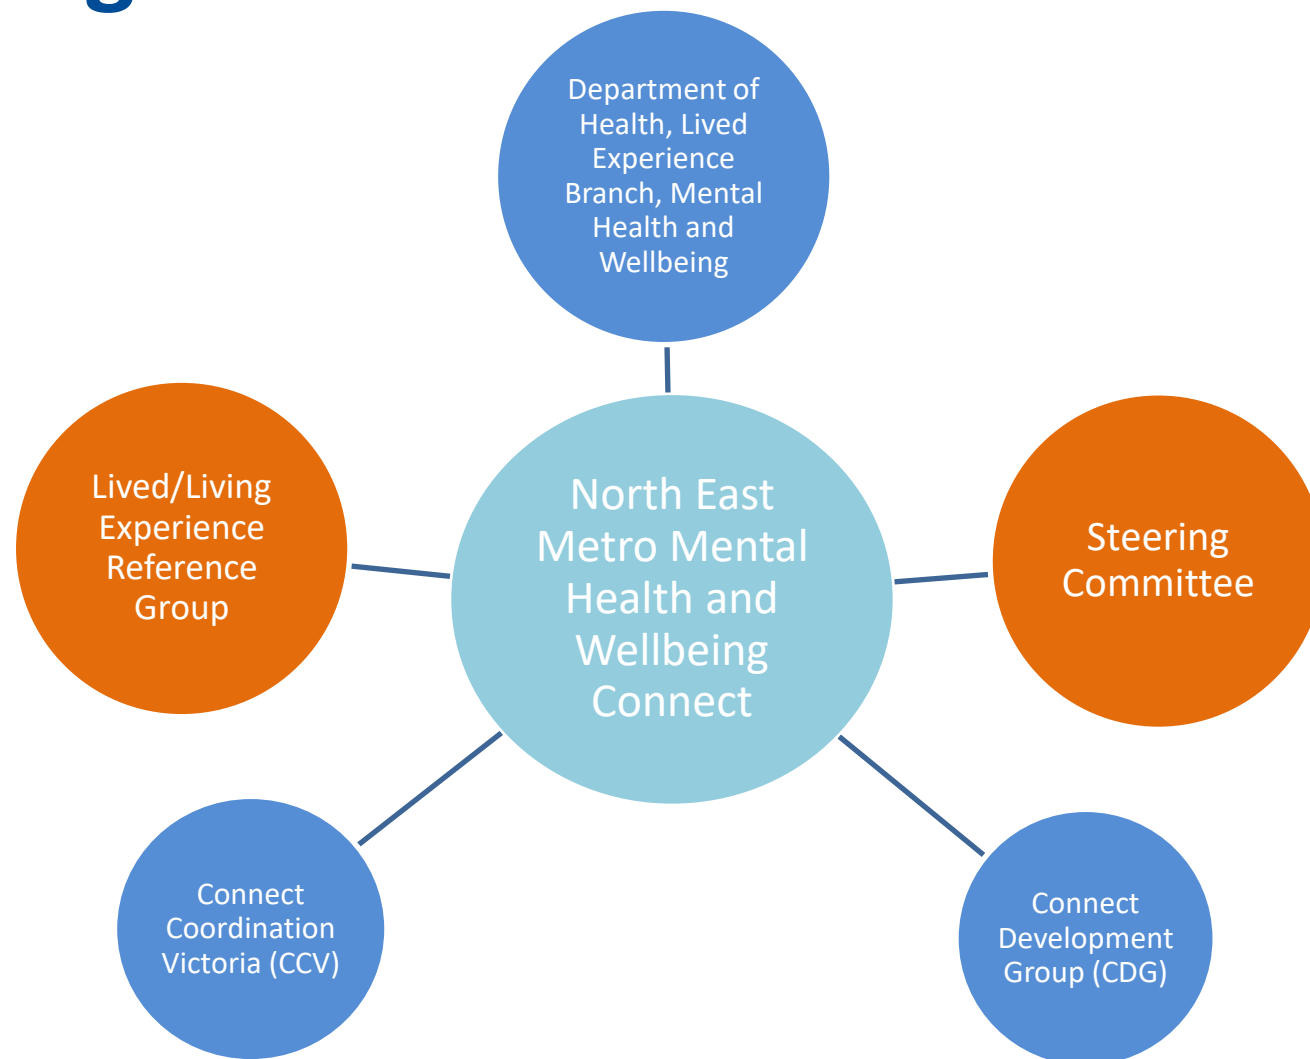 g
Department of
Health, Lived
Experience
Branch, Mental
Health and
Wellbeing
Lived/Living
Experience
Reference
Group
North East
Metro Mental
Health and
Wellbeing
Connect
Steering
Committee
Connect
Coordination
Victoria (CCV)
Connect
Development
Group (CDG)